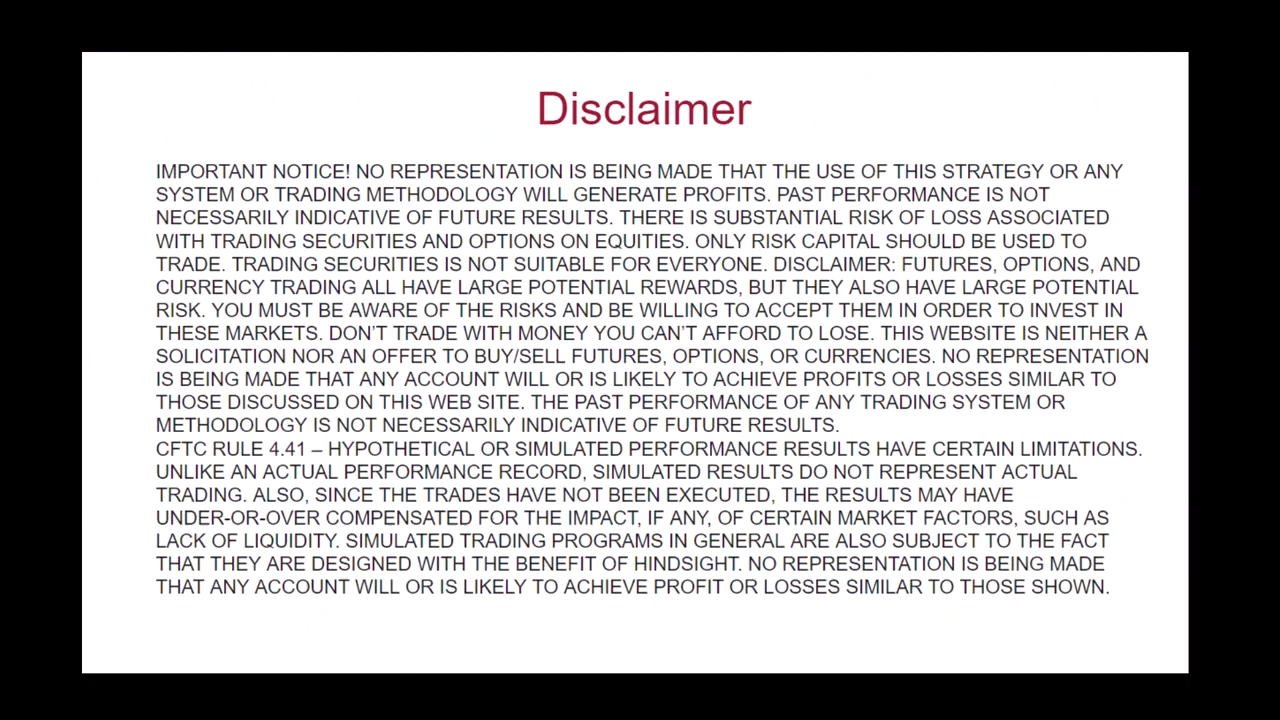 Disclaimer
IMPORTANT NOTICE! NO REPRESENTATION IS BEING MADE THAT THE USE OF THIS STRATEGY OR ANY
SYSTEM OR TRADING METHODOLOGY WILL GENERATE PROFITS. PAST PERFORMANCE IS NOT
NECESSARILY INDICATIVE OF FUTURE RESULTS. THERE IS SUBSTANTIAL RISK OF LOSS ASSOCIATED
WITH TRADING SECURITIES AND OPTIONS ON EQUITIES. ONLY RISK CAPITAL SHOULD BE USED TO
TRADE. TRADING SECURITIES IS NOT SUITABLE FOR EVERYONE. DISCLAIMER: FUTURES, OPTIONS, AND
CURRENCY TRADING ALL HAVE LARGE POTENTIAL REWARDS, BUT THEY ALSO HAVE LARGE POTENTIAL
RISK. YOU MUST BE AWARE OF THE RISKS AND BE WILLING TO ACCEPT THEM IN ORDER TO INVEST IN
THESE MARKETS. DON’T TRADE WITH MONEY YOU CAN’T AFFORD TO LOSE. THIS WEBSITE IS NEITHER A
SOLICITATION NOR AN OFFER TO BUY/SELL FUTURES, OPTIONS, OR CURRENCIES. NO REPRESENTATION
IS BEING MADE THAT ANY ACCOUNT WILL OR IS LIKELY TO ACHIEVE PROFITS OR LOSSES SIMILAR TO
THOSE DISCUSSED ON THIS WEB SITE. THE PAST PERFORMANCE OF ANY TRADING SYSTEM OR
METHODOLOGY IS NOT NECESSARILY INDICATIVE OF FUTURE RESULTS.
CFTC RULE 4.41 – HYPOTHETICAL OR SIMULATED PERFORMANCE RESULTS HAVE CERTAIN LIMITATIONS.
UNLIKE AN ACTUAL PERFORMANCE RECORD, SIMULATED RESULTS DO NOT REPRESENT ACTUAL
TRADING. ALSO, SINCE THE TRADES HAVE NOT BEEN EXECUTED, THE RESULTS MAY HAVE
UNDER-OR-OVER COMPENSATED FOR THE IMPACT, IF ANY, OF CERTAIN MARKET FACTORS, SUCH AS
LACK OF LIQUIDITY. SIMULATED TRADING PROGRAMS IN GENERAL ARE ALSO SUBJECT TO THE FACT
THAT THEY ARE DESIGNED WITH THE BENEFIT OF HINDSIGHT. NO REPRESENTATION IS BEING MADE
THAT ANY ACCOUNT WILL OR IS LIKELY TO ACHIEVE PROFIT OR LOSSES SIMILAR TO THOSE SHOWN.